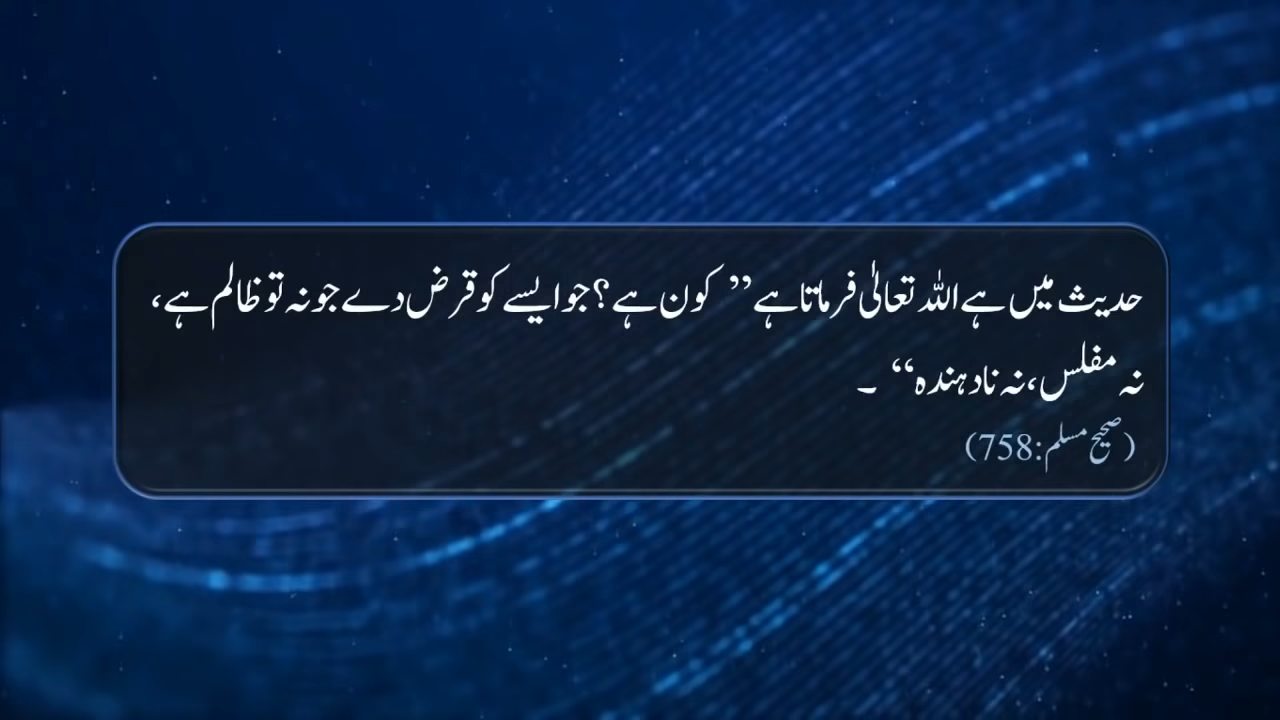 حدیث میں ہے اللہ تعالٰی فرماتا ہے ” کون ہے ؟ جو ایسے کو قرض دے جو نہ تو ظالم ہے،
نہ مفلس، نہ نادہندہ“ ۔
(صحیح مسلم:758)